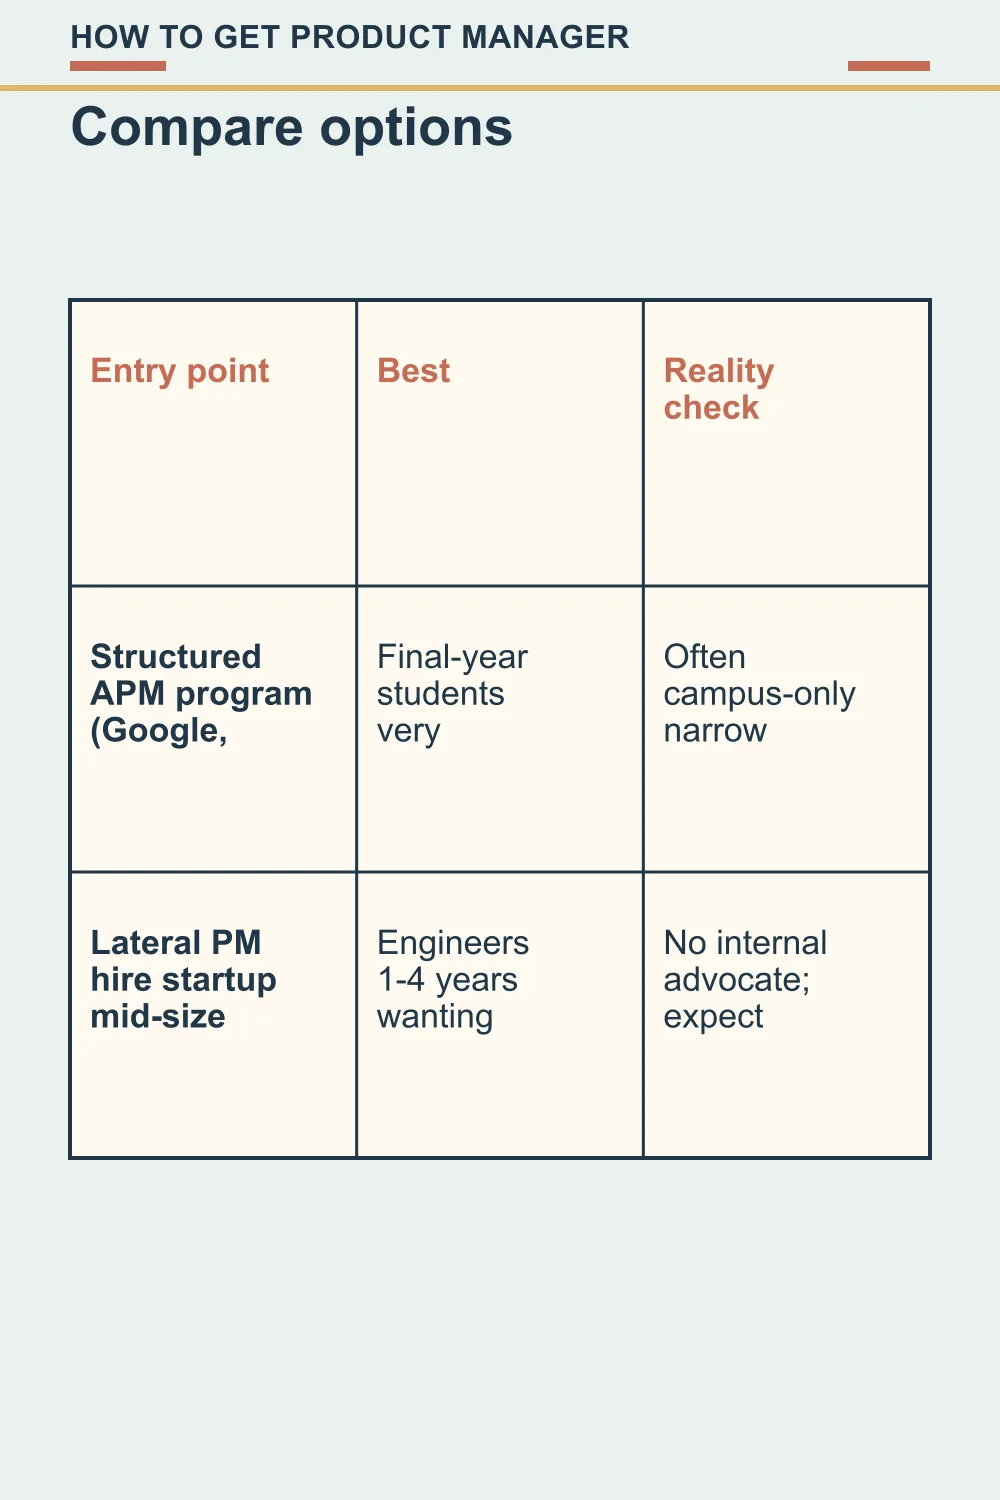 HOW TO GET PRODUCT MANAGER
Compare options
Entry point
Best
Reality
check
Structured
APM program
(Google,
Final-year
students
very
Often
campus-only
narrow
Lateral PM
hire startup
mid-size
Engineers
1-4 years
wanting
No internal
advocate;
expect